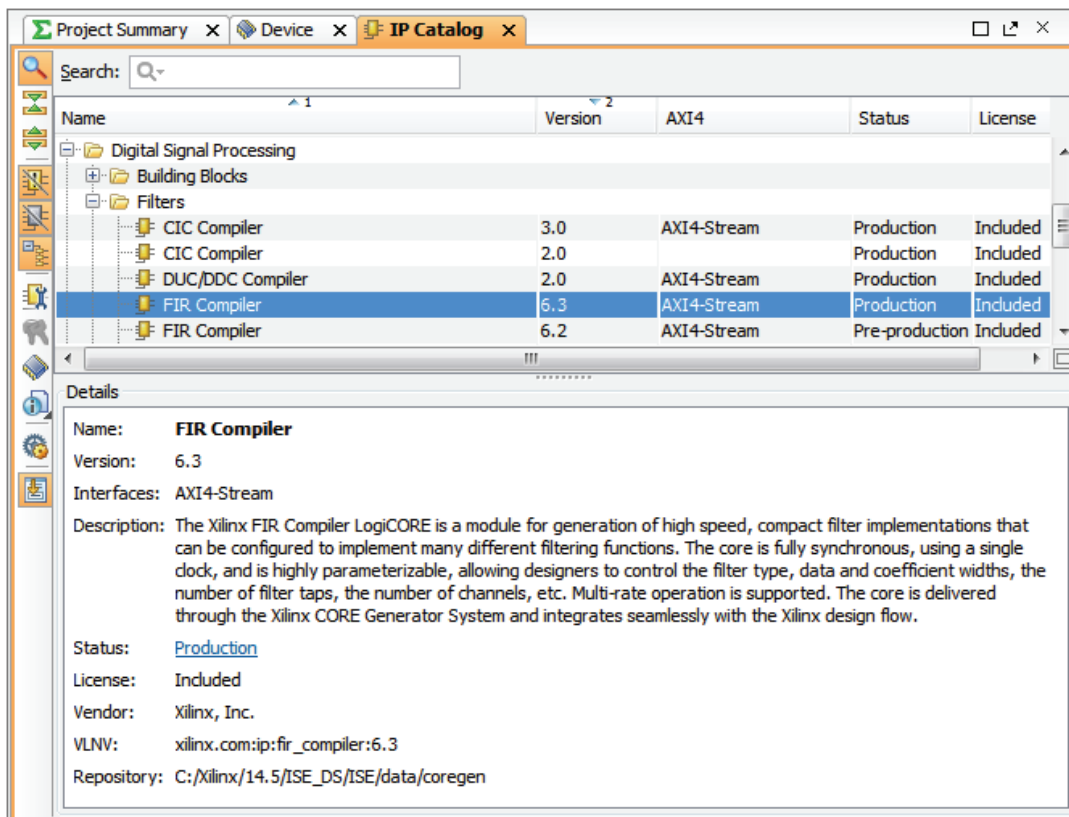 Project Summary × Device × IP Catalog ×
Search:
1 2
Name Version AXI4 Status License
Digital Signal Processing
Building Blocks
Filters
CIC Compiler 3.0 AXI4-Stream Production Included
CIC Compiler 2.0 Production Included
DUC/DDC Compiler 2.0 AXI4-Stream Production Included
FIR Compiler 6.3 AXI4-Stream Production Included
FIR Compiler 6.2 AXI4-Stream Pre-production Included
Details
Name: FIR Compiler
Version: 6.3
Interfaces: AXI4-Stream
Description: The Xilinx FIR Compiler LogiCORE is a module for generation of high speed, compact filter implementations that
can be configured to implement many different filtering functions. The core is fully synchronous, using a single
clock, and is highly parameterizable, allowing designers to control the filter type, data and coefficient widths, the
number of filter taps, the number of channels, etc. Multi-rate operation is supported. The core is delivered
through the Xilinx CORE Generator System and integrates seamlessly with the Xilinx design flow.
Status: Production
License: Included
Vendor: Xilinx, Inc.
VLNV: xilinx.com:ip:fir_compiler:6.3
Repository: C:/Xilinx/14.5/ISE_DS/ISE/data/coregen